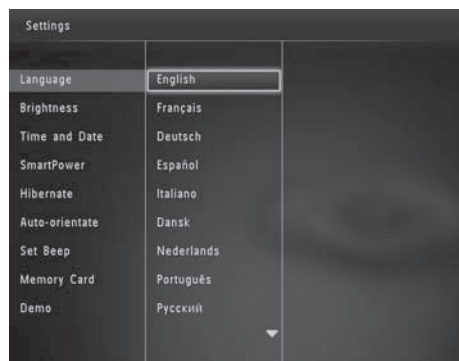 Settings
Language
Brightness
Time and Date
SmartPower
Hibernate
Auto-orientate
Set Beep
Memory Card
Demo
English
Français
Deutsch
Español
Italiano
Dansk
Nederlands
Português
Русский